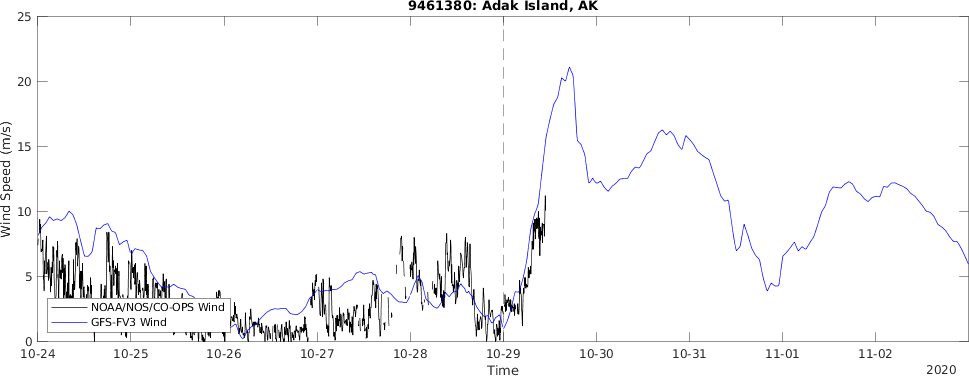 9461380: Adak Island, AK
25
20
15
10
5
0
Wind Speed (m/s)
NOAA/NOS/CO-OPS Wind
GFS-FV3 Wind
10-24 10-25 10-26 10-27 10-28 10-29 10-30 10-31 11-01 11-02
Time
2020